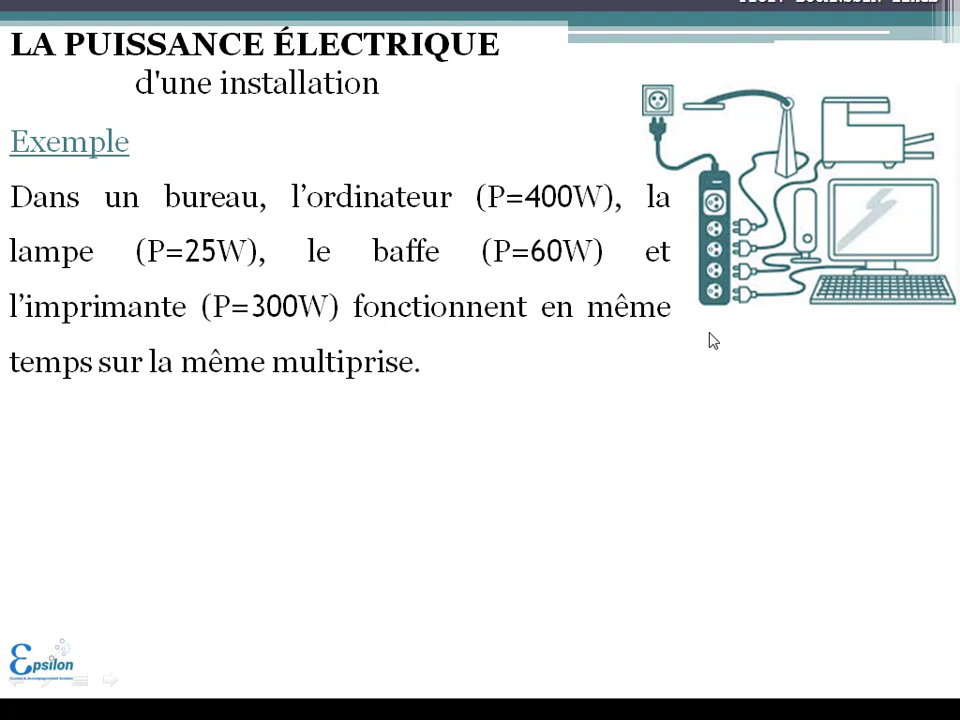 LA PUISSANCE ÉLECTRIQUE
d'une installation
Exemple
Dans un bureau, l’ordinateur (P=400W), la
lampe (P=25W), le baffe (P=60W) et
l’imprimante (P=300W) fonctionnent en même
temps sur la même multiprise.
Epsilon